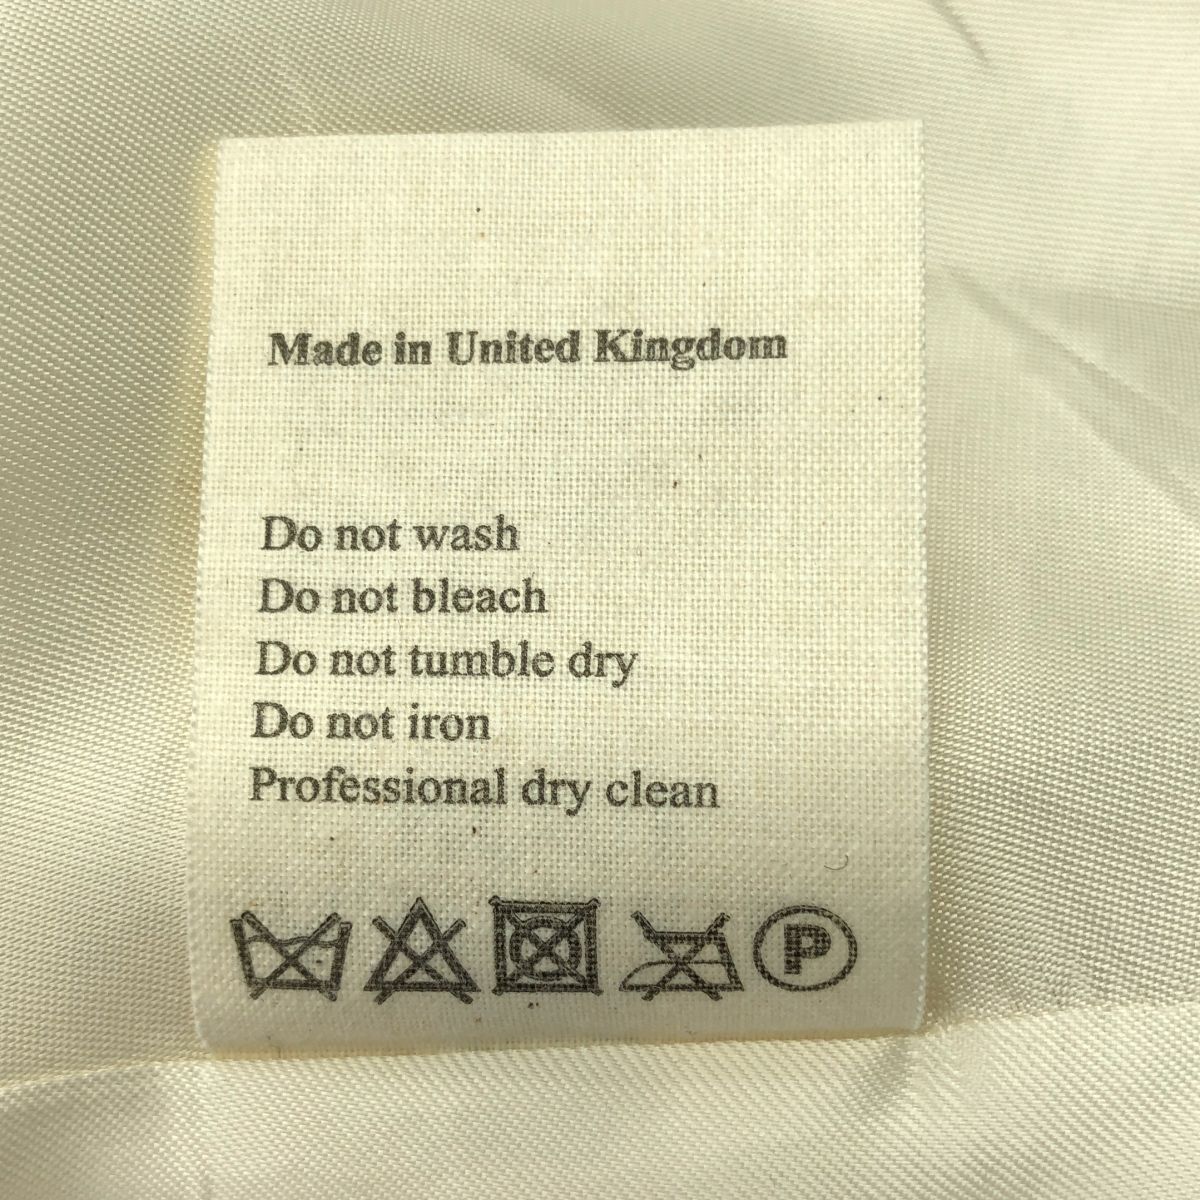 Made in United Kingdom
Do not wash
Do not bleach
Do not tumble dry
Do not iron
Professional dry clean
P